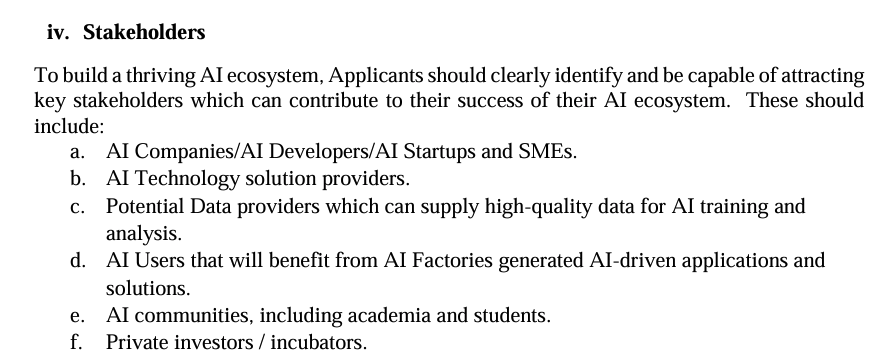 iv. Stakeholders
To build a thriving AI ecosystem, Applicants should clearly identify and be capable of attracting
key stakeholders which can contribute to their success of their AI ecosystem. These should
include:
a. AI Companies/AI Developers/AI Startups and SMEs.
b. AI Technology solution providers.
c. Potential Data providers which can supply high-quality data for AI training and
analysis.
d. AI Users that will benefit from AI Factories generated AI-driven applications and
solutions.
e. AI communities, including academia and students.
f. Private investors / incubators.